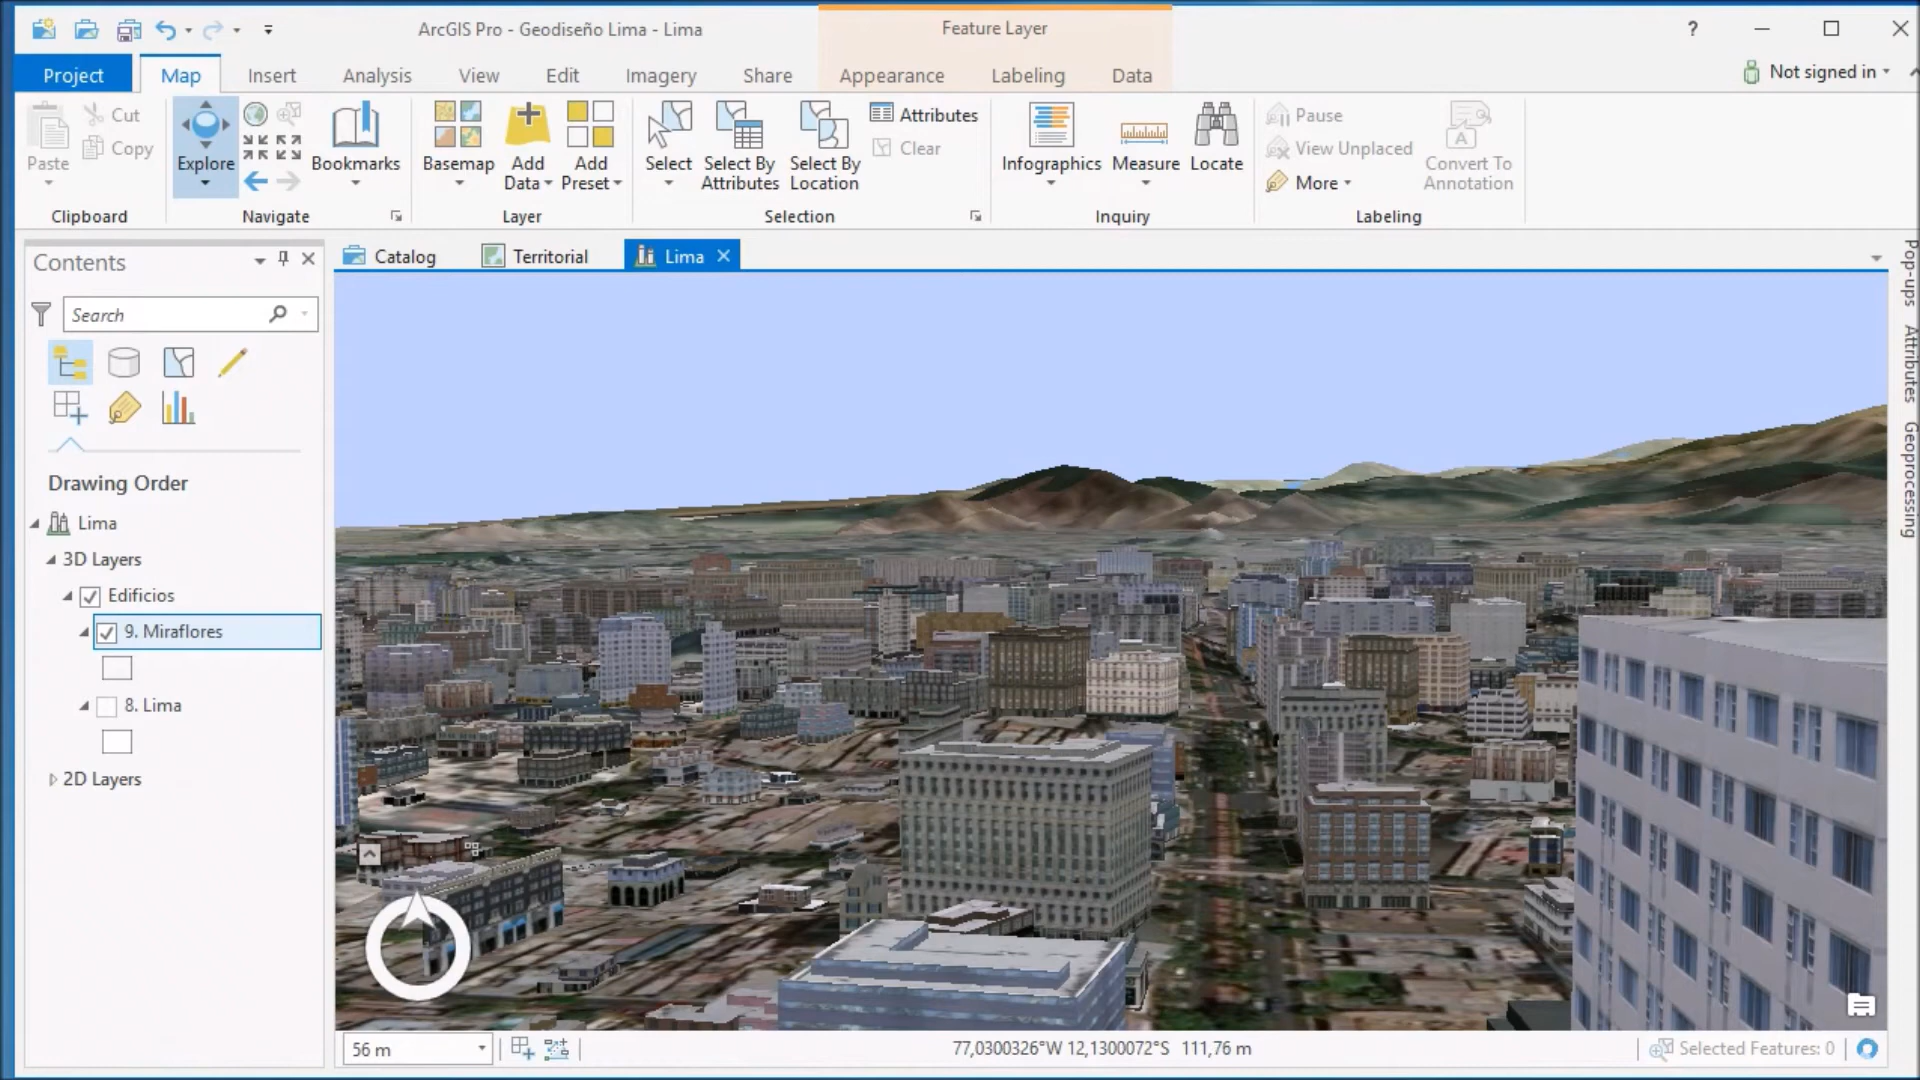 ArcGIS Pro - Geodiseño Lima - Lima
Feature Layer
?
Project
Map
Insert
Analysis
View
Edit
Imagery
Share
Appearance
Labeling
Data
Not signed in
Paste
Cut
Copy
Clipboard
Explore
Bookmarks
Navigate
Basemap
Add Data
Add Preset
Layer
Select
Select By Attributes
Select By Location
Attributes
Clear
Selection
Infographics
Measure
Locate
Inquiry
Pause
View Unplaced
More
Convert To Annotation
A
Labeling
Contents
Search
Drawing Order
Lima
3D Layers
Edificios
9. Miraflores
8. Lima
2D Layers
Catalog
Territorial
Lima
Pop-ups
Attributes
Geoprocessing
56 m
77,0300326°W 12,1300072°S 111,76 m
Selected Features: 0